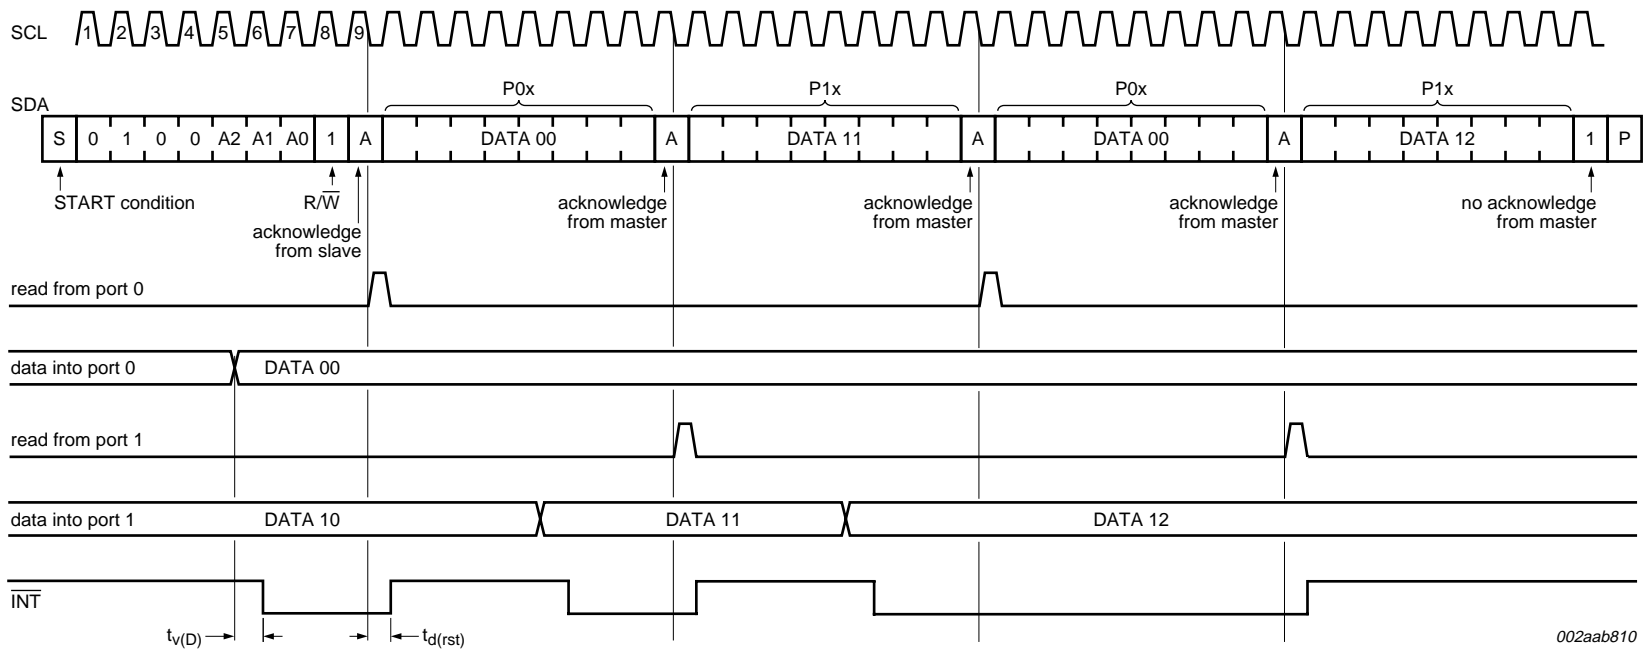 SCL 1 2 3 4 5 6 7 8 9
P0x P1x P0x P1x
SDA
S 0 1 0 0 A2 A1 A0 1 A DATA 00 A DATA 11 A DATA 00 A DATA 12 1 P
START condition
R/W̅
acknowledge
from slave
acknowledge
from master
acknowledge
from master
acknowledge
from master
no acknowledge
from master
read from port 0
data into port 0 DATA 00
read from port 1
data into port 1 DATA 10 DATA 11 DATA 12
I̅N̅T̅
tv(D) td(rst)
002aab810